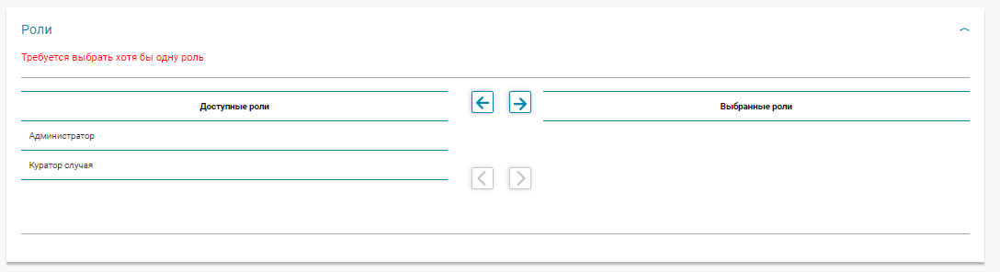 Роли
Требуется выбрать хотя бы одну роль
Доступные роли
Выбранные роли
Администратор
Куратор случая